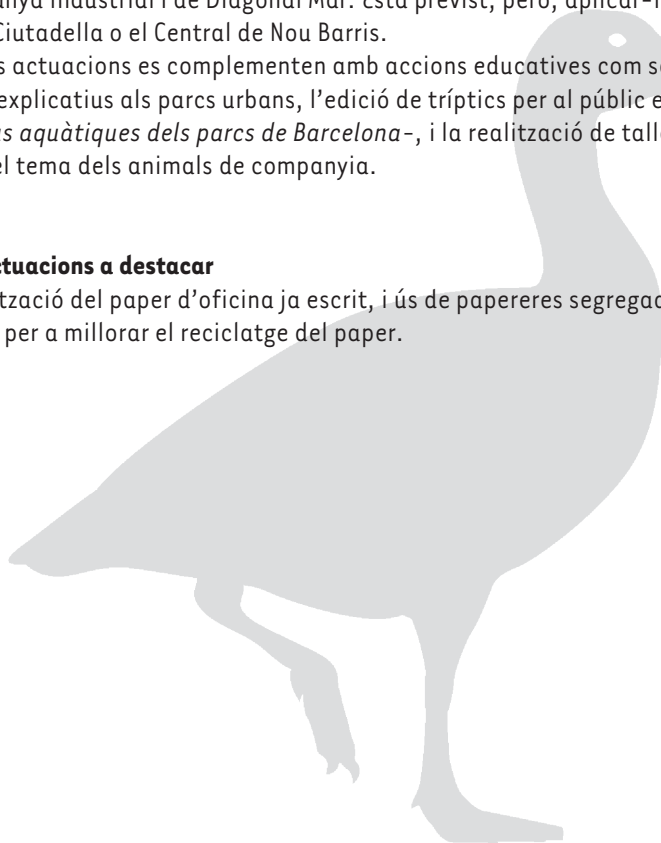 nya Industrial i de Diagonal Mar. Està previst, però, aplicar-l
Ciutadella o el Central de Nou Barris.
s actuacions es complementen amb accions educatives com s
explicatius als parcs urbans, l’edició de tríptics per al públic e
us aquàtiques dels parcs de Barcelona-, i la realització de tall
el tema dels animals de companyia.
ctuacions a destacar
tzació del paper d’oficina ja escrit, i ús de papereres segregad
per a millorar el reciclatge del paper.